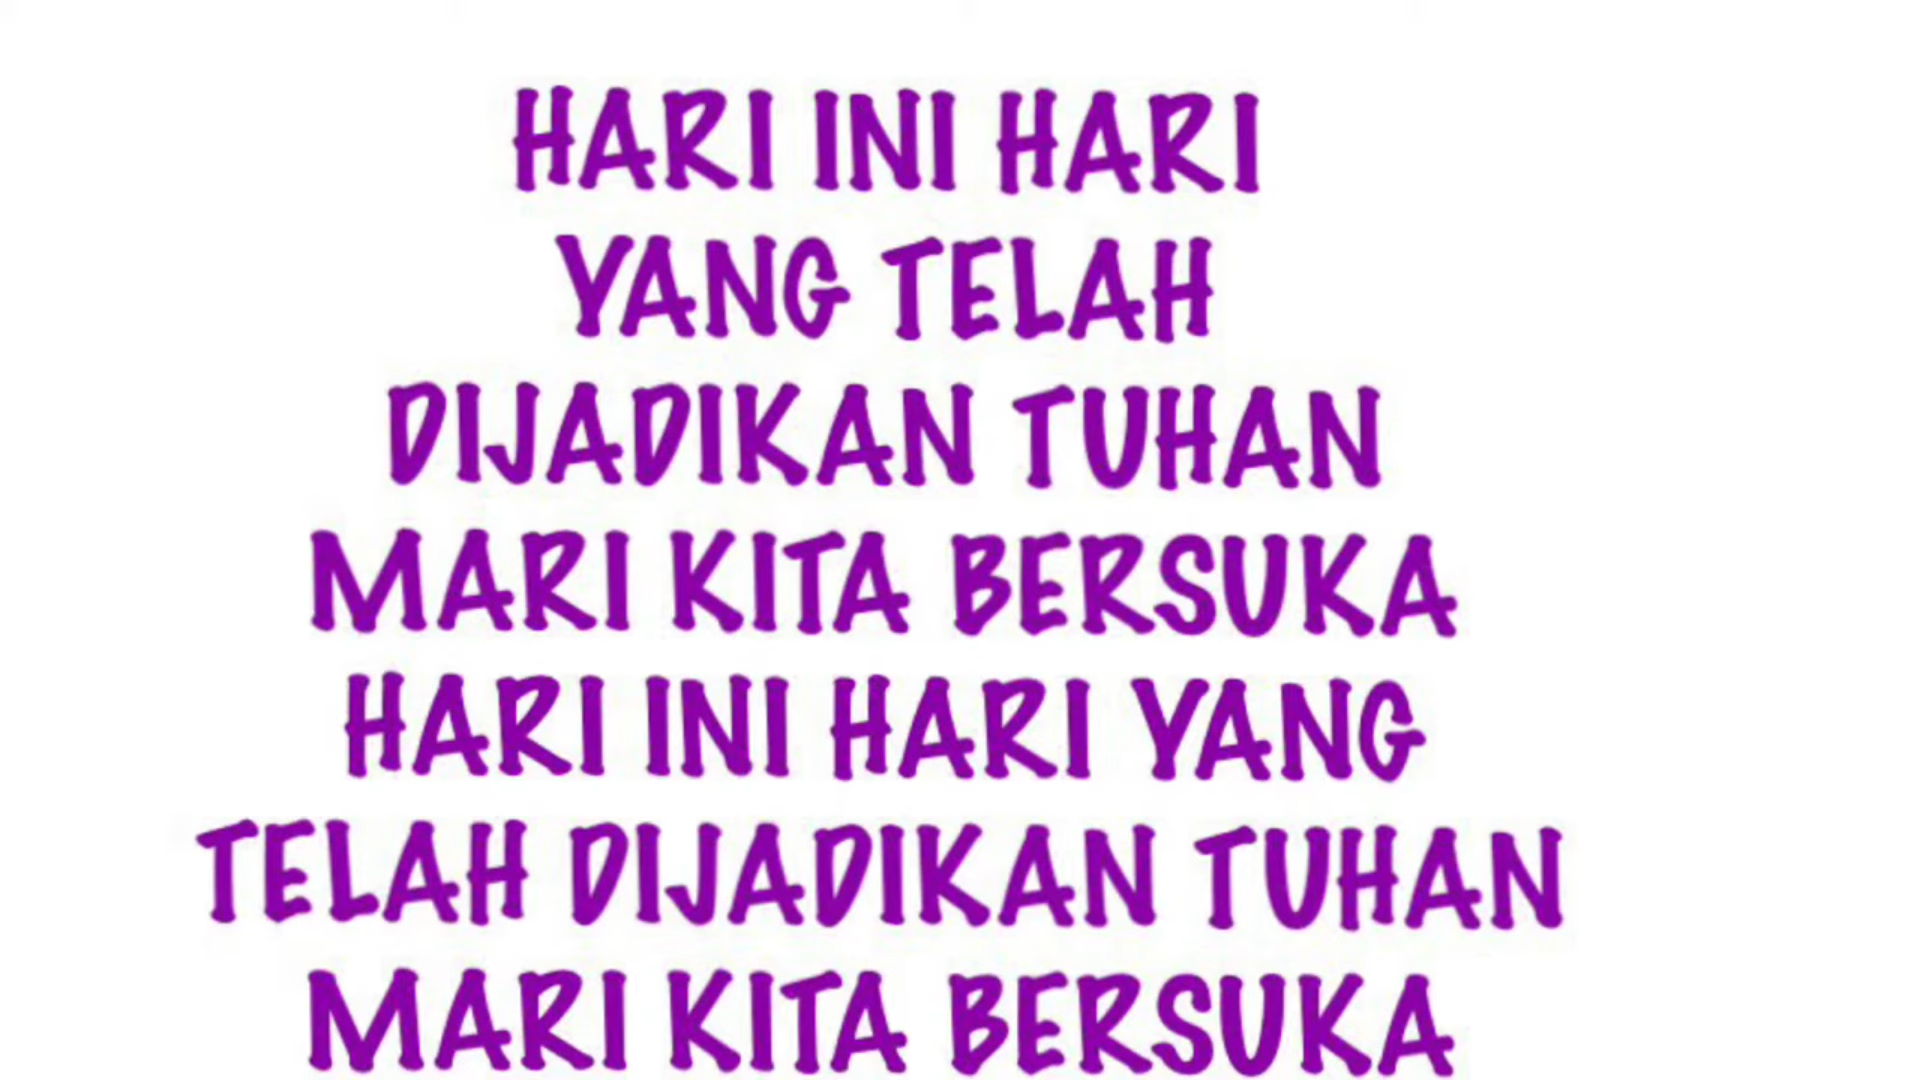 HARI INI HARI
YANG TELAH
DIJADIKAN TUHAN
MARI KITA BERSUKA
HARI INI HARI YANG
TELAH DIJADIKAN TUHAN
MARI KITA BERSUKA